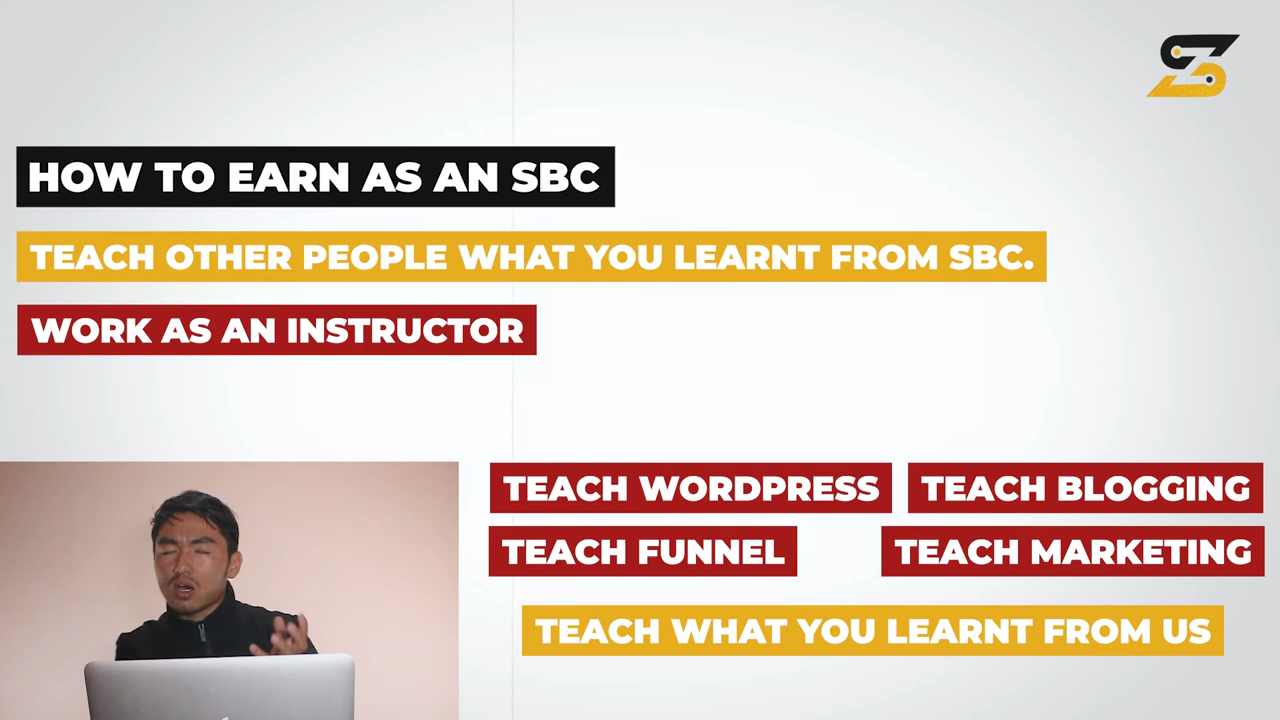 HOW TO EARN AS AN SBC
TEACH OTHER PEOPLE WHAT YOU LEARNT FROM SBC.
WORK AS AN INSTRUCTOR
TEACH WORDPRESS
TEACH BLOGGING
TEACH FUNNEL
TEACH MARKETING
TEACH WHAT YOU LEARNT FROM US